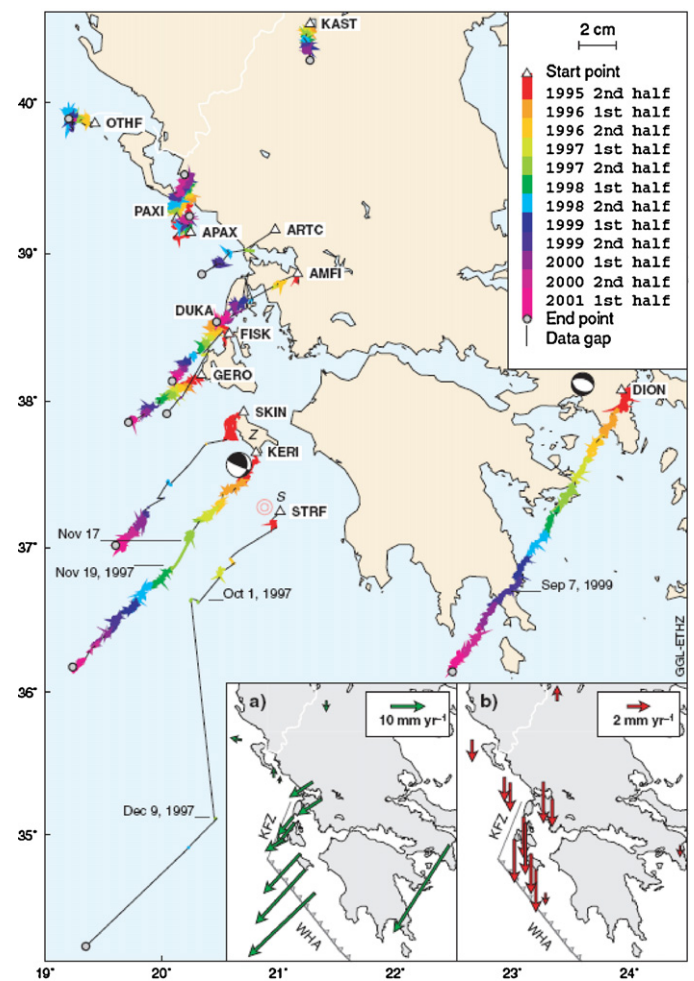 KAST
2 cm
Start point
1995 2nd half
1996 1st half
1996 2nd half
1997 1st half
1997 2nd half
1998 1st half
1998 2nd half
1999 1st half
1999 2nd half
2000 1st half
2000 2nd half
2001 1st half
End point
Data gap
40˚
OTHF
PAXI
APAX
ARTC
39˚
AMFI
DUKA
FISK
GERO
38˚
DION
SKIN
Z
KERI
S
STRF
Nov 17
37˚
Nov 19, 1997
Oct 1, 1997
Sep 7, 1999
GGL-ETHZ
36˚
a)
10 mm yr–1
b)
2 mm yr–1
Dec 9, 1997
35˚
KFZ
WHA
KFZ
WHA
19˚
20˚
21˚
22˚
23˚
24˚